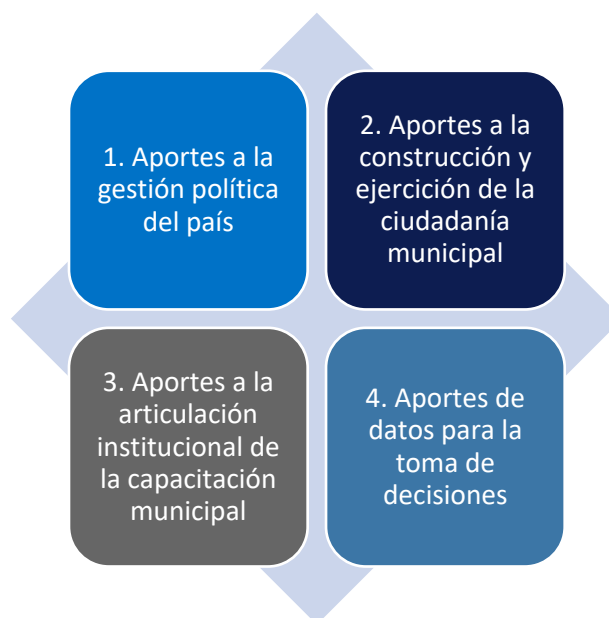 1. Aportes a la
gestión política
del país
2. Aportes a la
construcción y
ejercición de la
ciudadanía
municipal
3. Aportes a la
articulación
institucional de
la capacitación
municipal
4. Aportes de
datos para la
toma de
decisiones